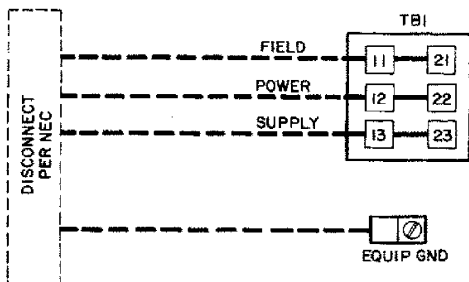 TB1
FIELD
11 21
POWER
12 22
SUPPLY
13 23
DISCONNECT
PER NEC
EQUIP GND